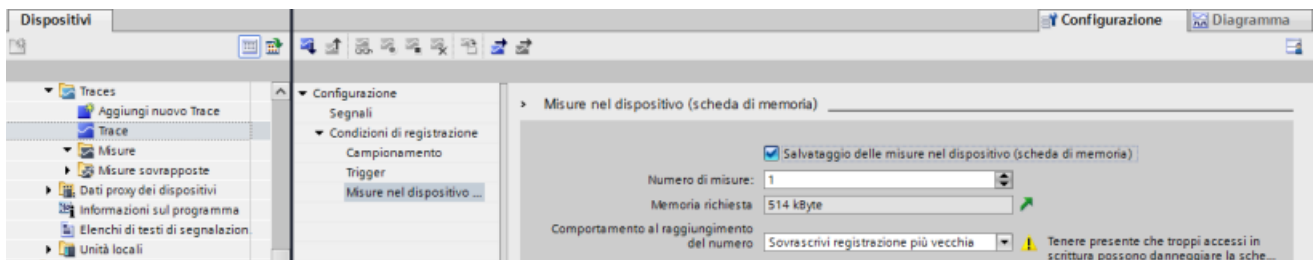 Dispositivi
Configurazione
Diagramma
Traces
Aggiungi nuovo Trace
Trace
Misure
Misure sovrapposte
Dati proxy dei dispositivi
Informazioni sul programma
Elenchi di testi di segnalazion
Unità locali
Configurazione
Segnali
Condizioni di registrazione
Campionamento
Trigger
Misure nel dispositivo ...
Misure nel dispositivo (scheda di memoria)
Salvataggio delle misure nel dispositivo (scheda di memoria)
Numero di misure: 1
Memoria richiesta 514 kByte
Comportamento al raggiungimento
del numero Sovrascrivi registrazione più vecchia
Tenere presente che troppi accessi in
scrittura possono danneggiare la sche...